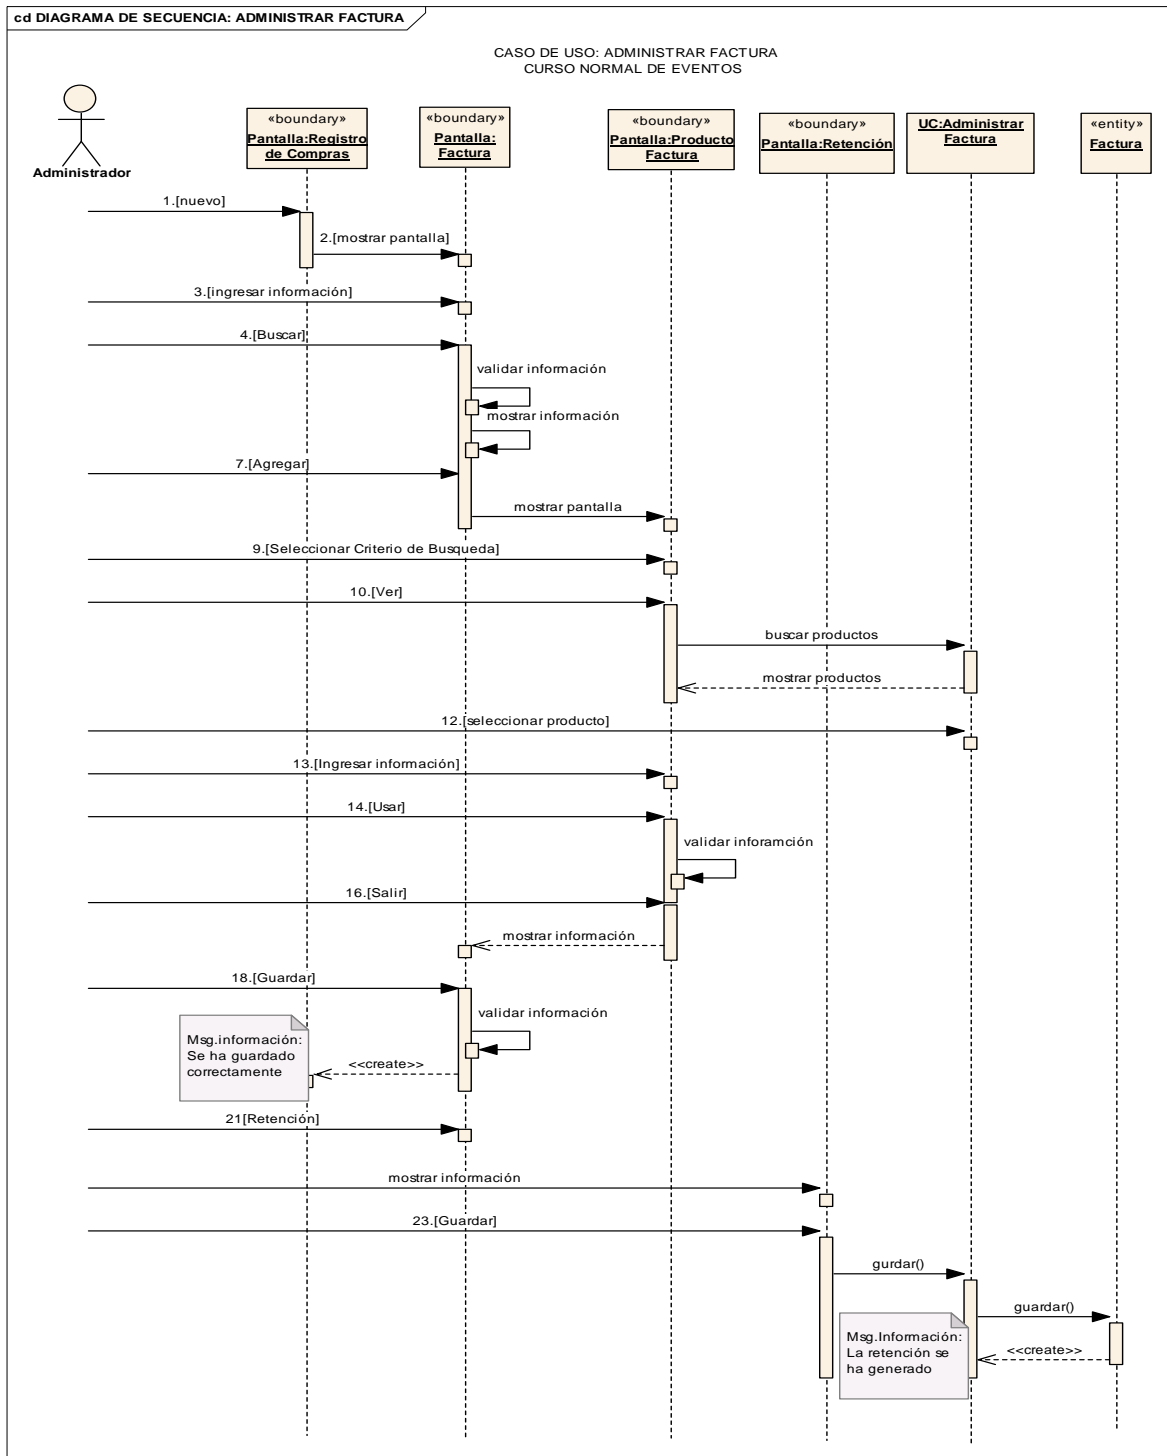 cd DIAGRAMA DE SECUENCIA: ADMINISTRAR FACTURA
CASO DE USO: ADMINISTRAR FACTURA
CURSO NORMAL DE EVENTOS
Administrador
«boundary»
Pantalla:Registro
de Compras
«boundary»
Pantalla:
Factura
«boundary»
Pantalla:Producto
Factura
«boundary»
Pantalla:Retención
UC:Administrar
Factura
«entity»
Factura
1.[nuevo]
2.[mostrar pantalla]
3.[ingresar información]
4.[Buscar]
validar información
mostrar información
7.[Agregar]
mostrar pantalla
9.[Seleccionar Criterio de Busqueda]
10.[Ver]
buscar productos
mostrar productos
12.[seleccionar producto]
13.[Ingresar información]
14.[Usar]
validar inforamción
16.[Salir]
mostrar información
18.[Guardar]
validar información
Msg.información:
Se ha guardado
correctamente
<<create>>
21[Retención]
mostrar información
23.[Guardar]
gurdar()
guardar()
Msg.Información:
La retención se
ha generado
<<create>>